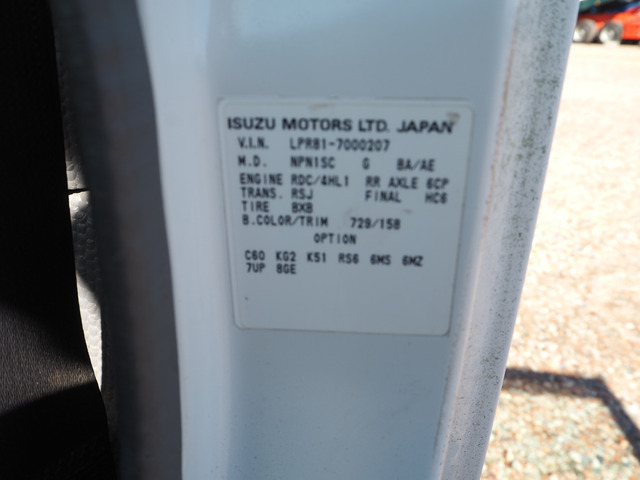 ISUZU MOTORS LTD. JAPAN
V.I.N. LPR81-7000207
M.D. NPN1SC G BA/AE
ENGINE RDC/4HL1 RR AXLE 6CP
TRANS. RSJ FINAL HC6
TIRE BXB
B.COLOR/TRIM 729/158
OPTION
C60 KG2 K51 RS6 6MS 6MZ
7UP 8GE